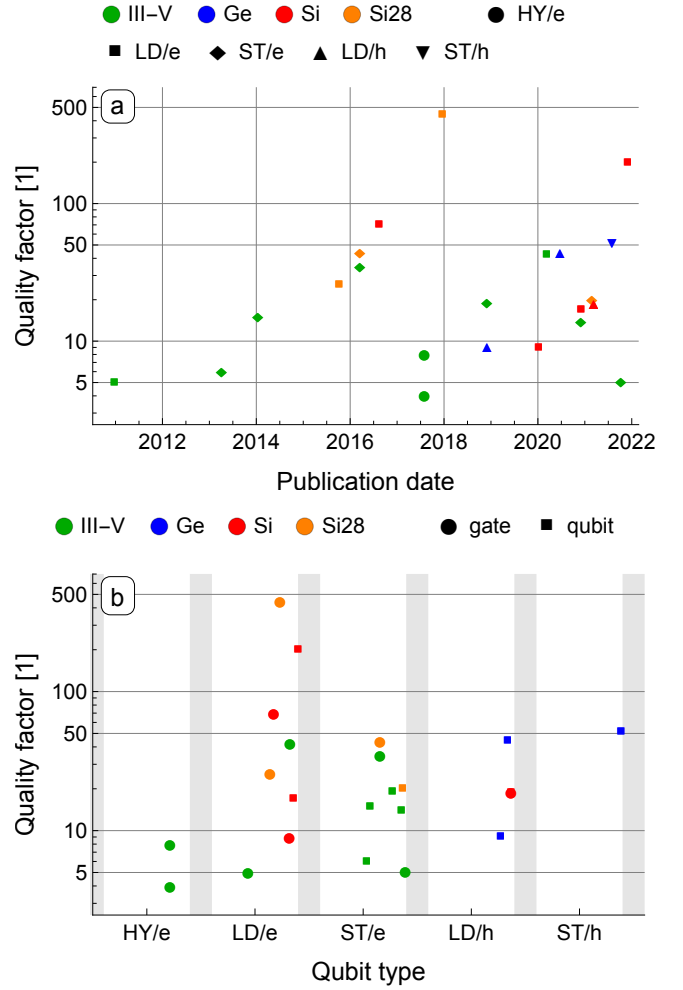 III–V Ge Si Si28 HY/e
LD/e ST/e LD/h ST/h
a
500
100
50
10
5
Quality factor [1]
2012 2014 2016 2018 2020 2022
Publication date
III–V Ge Si Si28 gate qubit
b
500
100
50
10
5
Quality factor [1]
HY/e LD/e ST/e LD/h ST/h
Qubit type